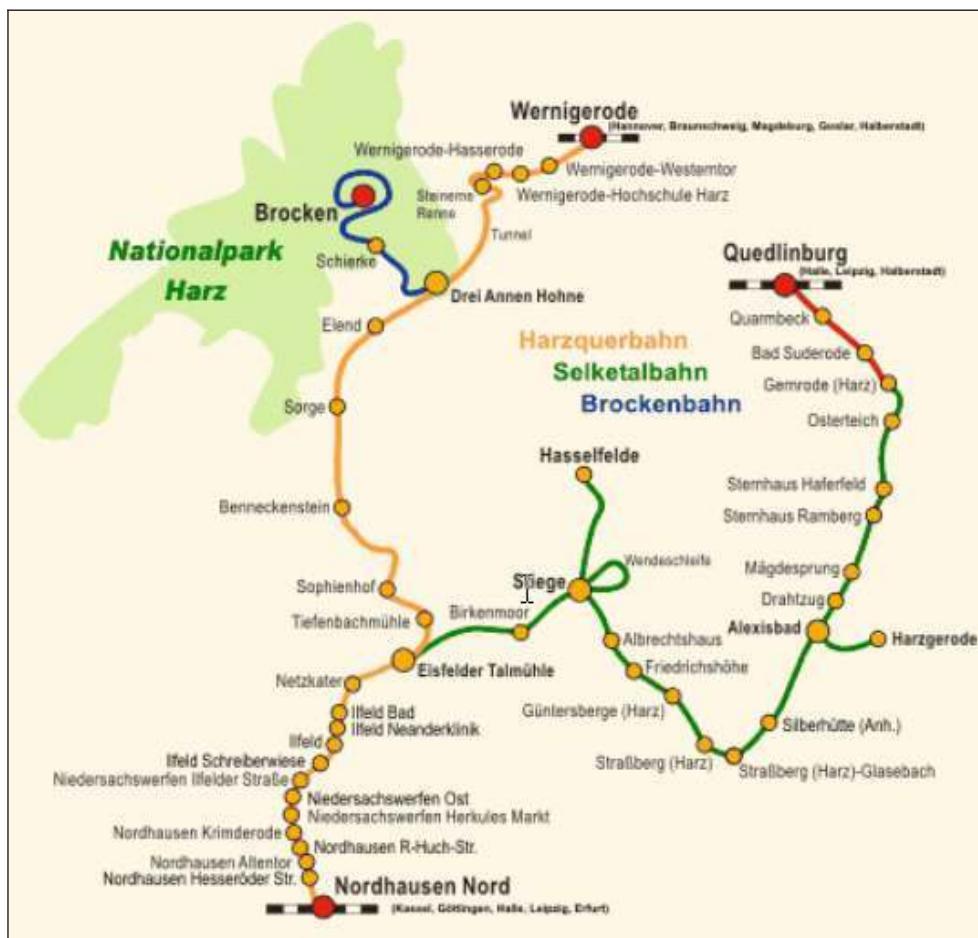 Wernigerode
(Hannover, Braunschweig, Magdeburg, Goslar, Halberstadt)
Wernigerode-Hasserode
Wernigerode-Westerntor
Wernigerode-Hochschule Harz
Steinerne
Renne
Tunnel
Brocken
Schierke
Nationalpark
Harz
Drei Annen Hohne
Quedlinburg
(Halle, Leipzig, Halberstadt)
Quarmbeck
Bad Suderode
Gernrode (Harz)
Osterteich
Elend
Harzquerbahn
Selketalbahn
Brockenbahn
Sorge
Hasselfelde
Sternhaus Haferfeld
Sternhaus Ramberg
Benneckenstein
Wendeschleife
Stiege
Mägdesprung
Sophienhof
Birkenmoor
Drahtzug
Tiefenbachmühle
Albrechtshaus
Alexisbad
Harzgerode
Eisfelder Talmühle
Friedrichshöhe
Netzkater
Güntersberge (Harz)
Ilfeld Bad
Ilfeld Neanderklinik
Silberhütte (Anh.)
Ilfeld
Ilfeld Schreiberwiese
Straßberg (Harz)
Straßberg (Harz)-Glasebach
Niedersachswerfen Ilfelder Straße
Niedersachswerfen Ost
Niedersachswerfen Herkules Markt
Nordhausen Krimderode
Nordhausen R-Huch-Str.
Nordhausen Altentor
Nordhausen Hesseröder Str.
Nordhausen Nord
(Kassel, Göttingen, Halle, Leipzig, Erfurt)